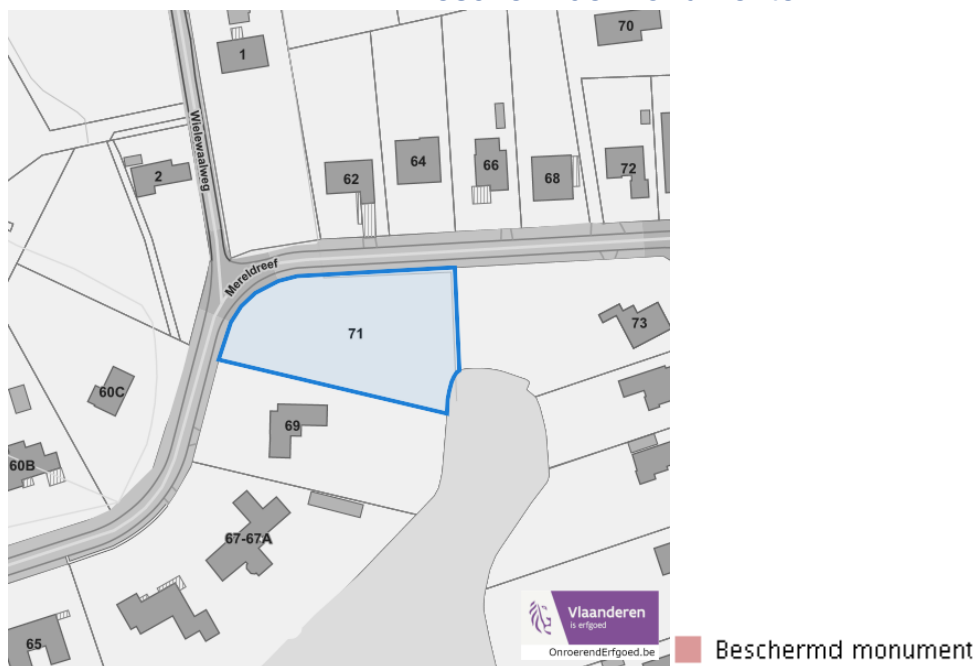 1
70
Wielewaalweg
64
66
2
62
68
72
Mereldreef
71
73
60C
69
60B
67-67A
65
Vlaanderen
is erfgoed
OnroerendErfgoed.be
Beschermd monument